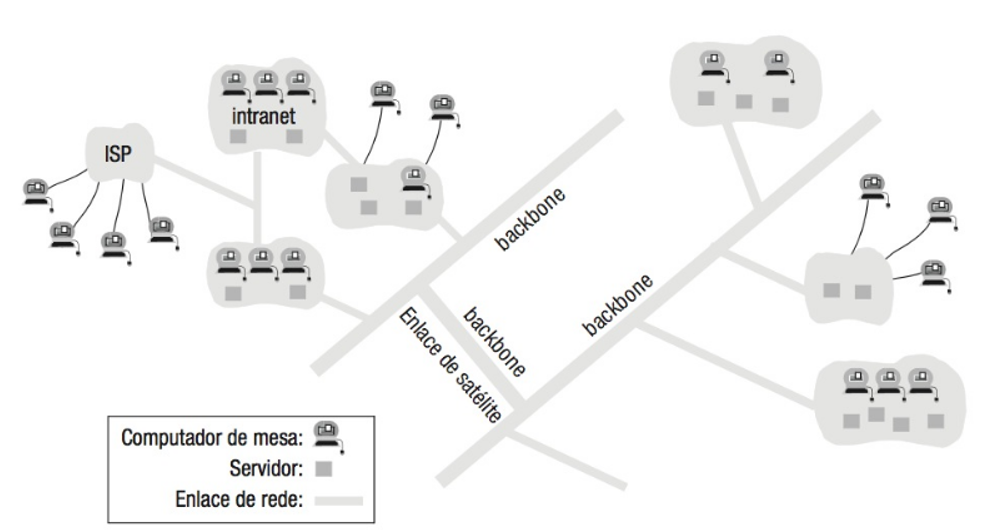 intranet
ISP
backbone
backbone
backbone
Enlace de satélite
Computador de mesa:
Servidor:
Enlace de rede: